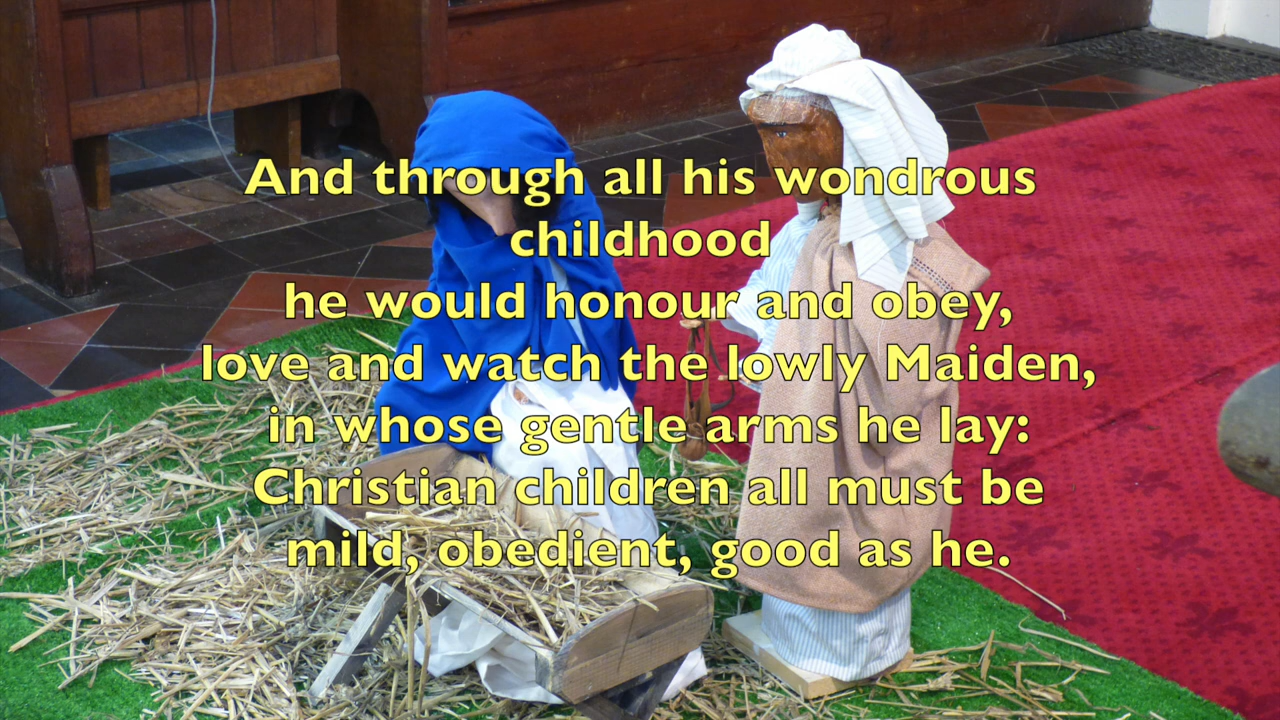 And through all his wondrous
childhood
he would honour and obey,
love and watch the lowly Maiden,
in whose gentle arms he lay:
Christian children all must be
mild, obedient, good as he.